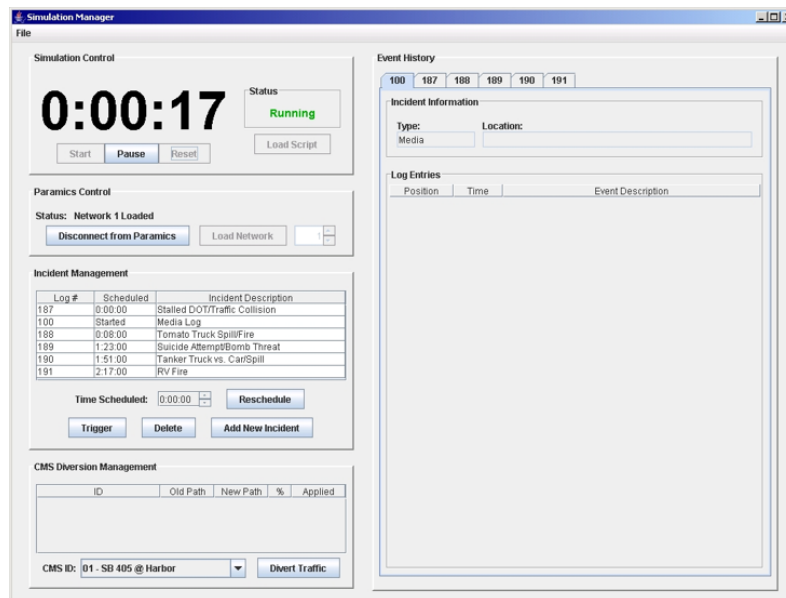 Simulation Manager
File
Simulation Control
0:00:17
Status
Running
Start Pause Reset
Load Script
Paramics Control
Status: Network 1 Loaded
Disconnect from Paramics Load Network 1
Incident Management
Log # Scheduled Incident Description
187 0:00:00 Stalled DOT/Traffic Collision
100 Started Media Log
188 0:08:00 Tomato Truck Spill/Fire
189 1:23:00 Suicide Attempt/Bomb Threat
190 1:51:00 Tanker Truck vs. Car/Spill
191 2:17:00 RV Fire
Time Scheduled: 0:00:00 Reschedule
Trigger Delete Add New Incident
CMS Diversion Management
ID Old Path New Path % Applied
CMS ID: 01 - SB 405 @ Harbor Divert Traffic
Event History
100 187 188 189 190 191
Incident Information
Type: Location:
Media
Log Entries
Position Time Event Description